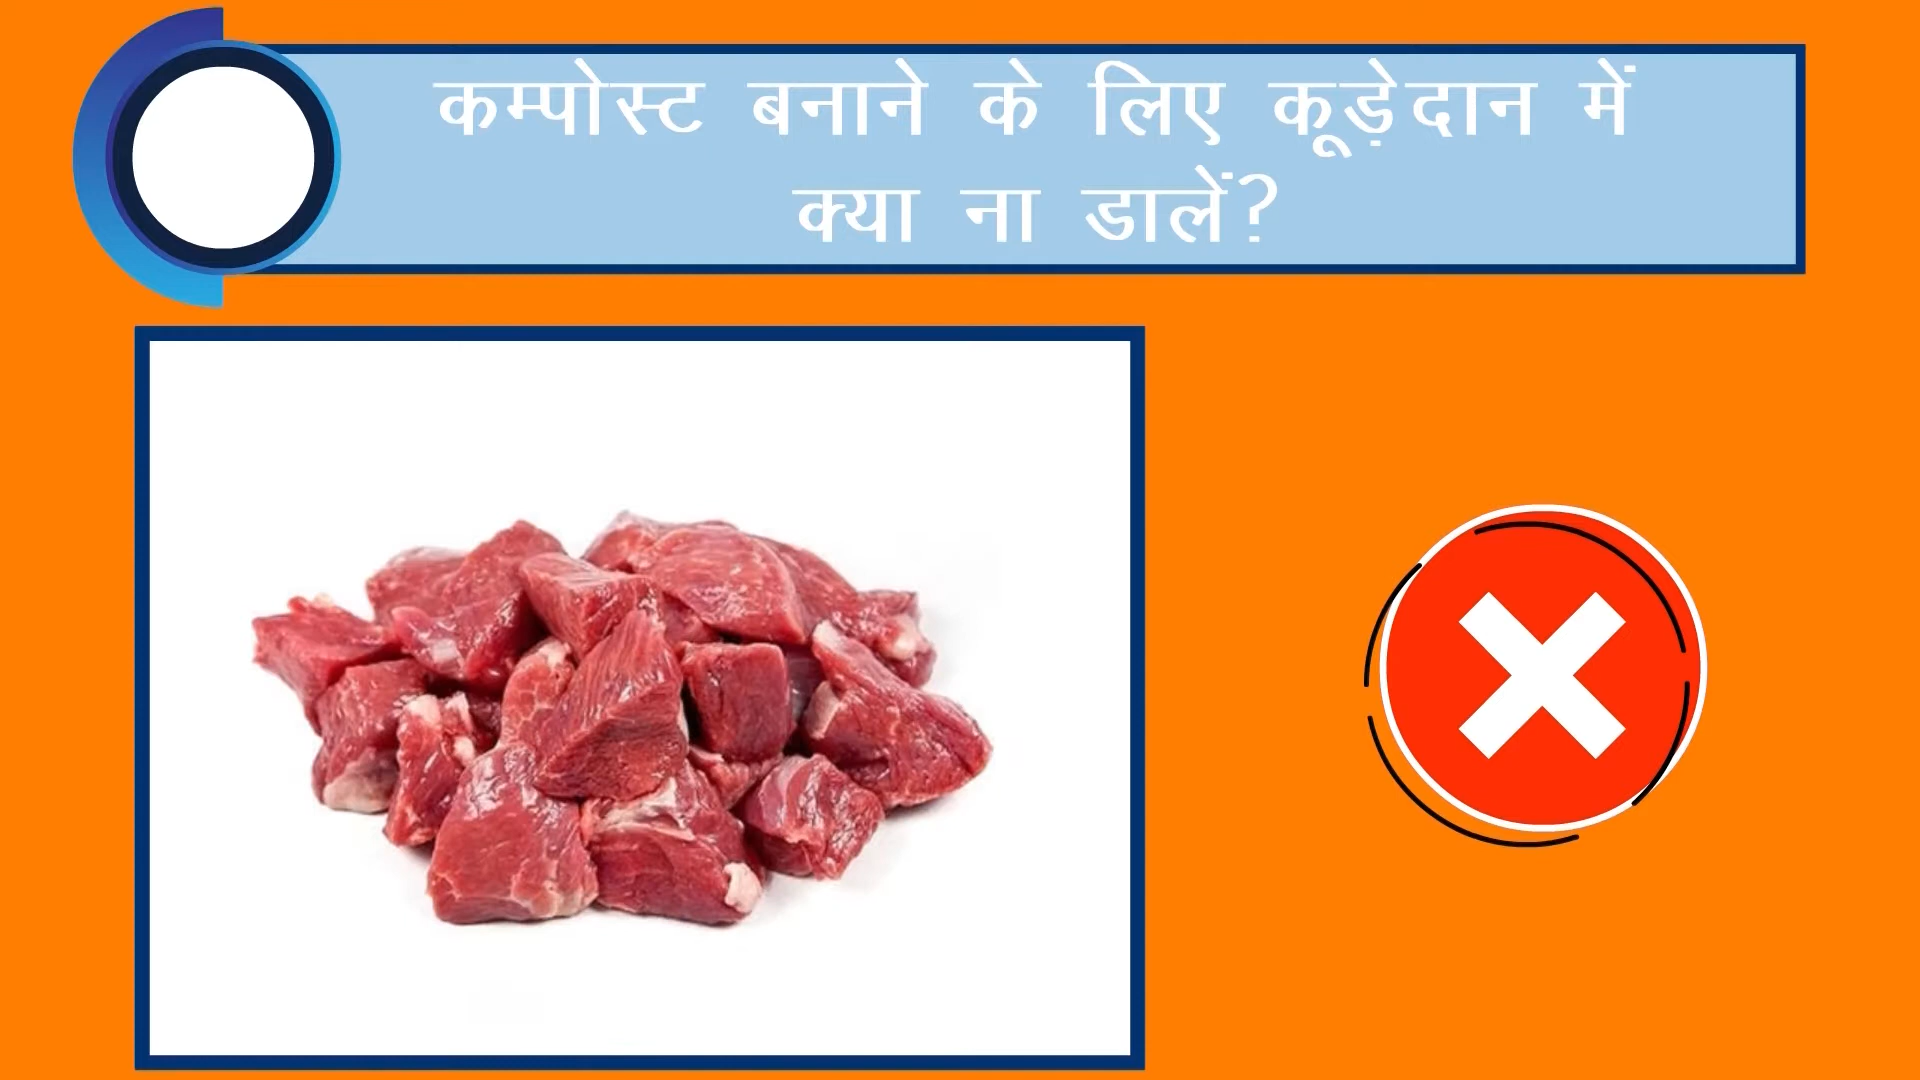 कम्पोस्ट बनाने के लिए कूड़ेदान में
क्या ना डालें?